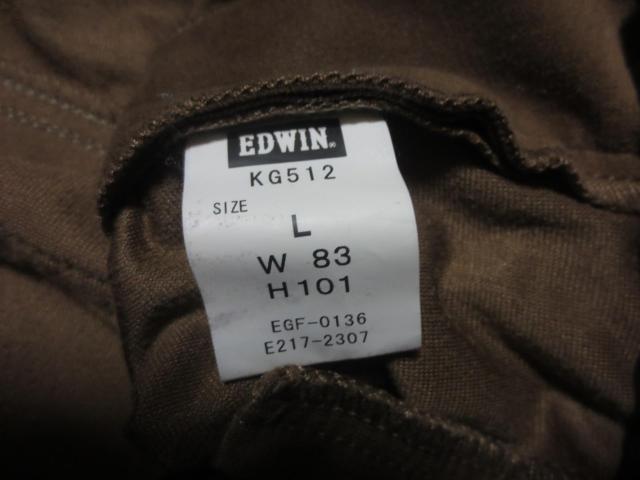 EDWIN®
KG512
SIZE
L
W 83
H101
EGF-0136
E217-2307